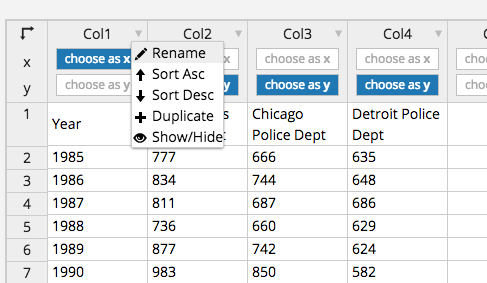 Col1 Col2 Col3 Col4
x choose as x choose as x choose as x
y choose as y choose as y choose as y
Rename
Sort Asc
Sort Desc
Duplicate
Show/Hide
1 Year Chicago Police Dept Detroit Police Dept
2 1985 777 666 635
3 1986 834 744 648
4 1987 811 687 686
5 1988 736 660 629
6 1989 877 742 624
7 1990 983 850 582